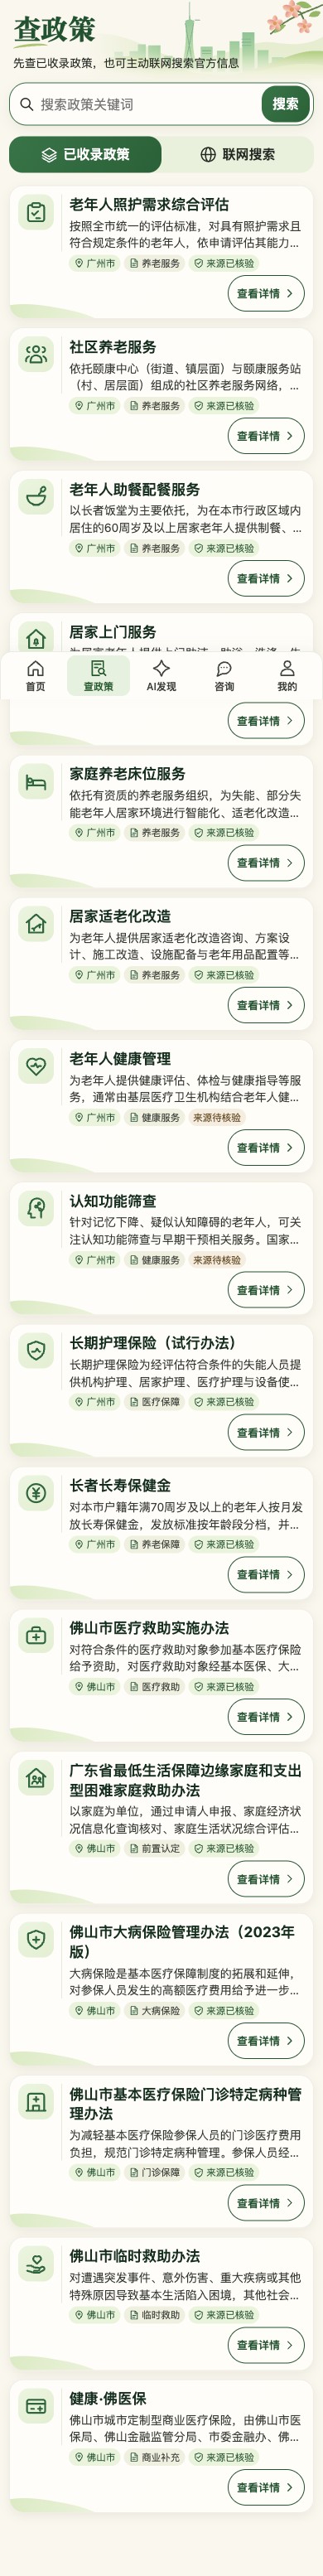 查政策
先查已收录政策，也可主动联网搜索官方信息
搜索政策关键词
搜索
已收录政策
联网搜索
老年人照护需求综合评估
按照全市统一的评估标准，对具有照护需求且
符合规定条件的老年人，依申请评估其能力...
广州市 养老服务 来源已核验
查看详情
社区养老服务
依托颐康中心（街道、镇层面）与颐康服务站
（村、居层面）组成的社区养老服务网络，...
广州市 养老服务 来源已核验
查看详情
老年人助餐配餐服务
以长者饭堂为主要依托，为在本市行政区域内
居住的60周岁及以上居家老年人提供制餐、...
广州市 养老服务 来源已核验
查看详情
居家上门服务
首页
查政策
AI发现
咨询
我的
查看详情
家庭养老床位服务
依托有资质的养老服务组织，为失能、部分失
能老年人居家环境进行智能化、适老化改造...
广州市 养老服务 来源已核验
查看详情
居家适老化改造
为老年人提供居家适老化改造咨询、方案设
计、施工改造、设施配备与老年用品配置等...
广州市 养老服务 来源已核验
查看详情
老年人健康管理
为老年人提供健康评估、体检与健康指导等服
务，通常由基层医疗卫生机构结合老年人健...
广州市 健康服务 来源待核验
查看详情
认知功能筛查
针对记忆下降、疑似认知障碍的老年人，可关
注认知功能筛查与早期干预相关服务。国家...
广州市 健康服务 来源待核验
查看详情
长期护理保险（试行办法）
长期护理保险为经评估符合条件的失能人员提
供机构护理、居家护理、医疗护理与设备使...
广州市 医疗保障 来源已核验
查看详情
长者长寿保健金
对本市户籍年满70周岁及以上的老年人按月发
放长寿保健金，发放标准按年龄段分档，并...
广州市 养老保障 来源已核验
查看详情
佛山市医疗救助实施办法
对符合条件的医疗救助对象参加基本医疗保险
给予资助，对医疗救助对象经基本医保、大...
佛山市 医疗救助 来源已核验
查看详情
广东省最低生活保障边缘家庭和支出
型困难家庭救助办法
以家庭为单位，通过申请人申报、家庭经济状
况信息化查询核对、家庭生活状况综合评估...
佛山市 前置认定 来源已核验
查看详情
佛山市大病保险管理办法（2023年
版）
大病保险是基本医疗保障制度的拓展和延伸，
对参保人员发生的高额医疗费用给予进一步...
佛山市 大病保险 来源已核验
查看详情
佛山市基本医疗保险门诊特定病种管
理办法
为减轻基本医疗保险参保人员的门诊医疗费用
负担，规范门诊特定病种管理。参保人员经...
佛山市 门诊保障 来源已核验
查看详情
佛山市临时救助办法
对遭遇突发事件、意外伤害、重大疾病或其他
特殊原因导致基本生活陷入困境，其他社会...
佛山市 临时救助 来源已核验
查看详情
健康·佛医保
佛山市城市定制型商业医疗保险，由佛山市医
保局、佛山金融监管分局、市委金融办、佛...
佛山市 商业补充 来源已核验
查看详情